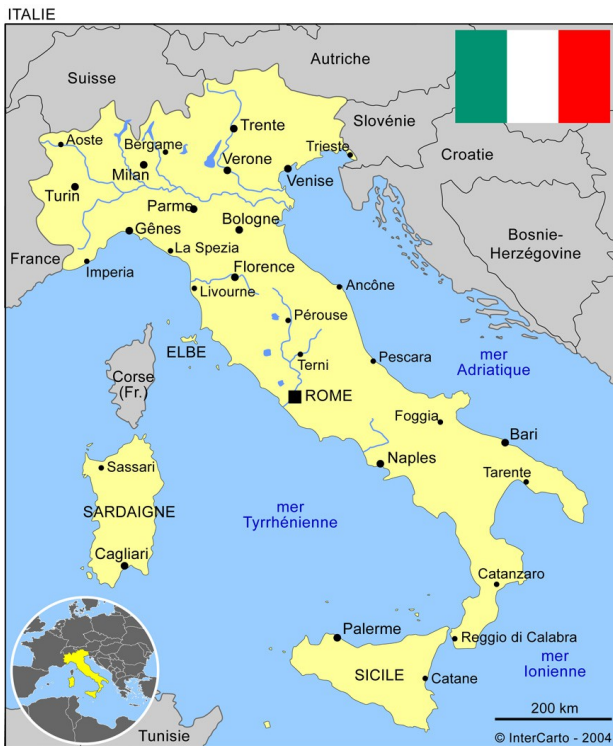 ITALIE
Autriche
Suisse
Slovénie
Croatie
Trente
Aoste
Bergame
Trieste
Milan
Verone
Venise
Turin
Parme
Bologne
Gênes
La Spezia
Bosnie-
Herzégovine
France
Imperia
Florence
Livourne
Ancône
Pérouse
ELBE
Terni
Pescara
mer
Adriatique
Corse
(Fr.)
ROME
Foggia
Bari
Naples
Sassari
Tarente
SARDAIGNE
mer
Tyrrhénienne
Cagliari
Catanzaro
Palerme
Reggio di Calabra
mer
Ionienne
SICILE
Catane
200 km
Tunisie
© InterCarto - 2004